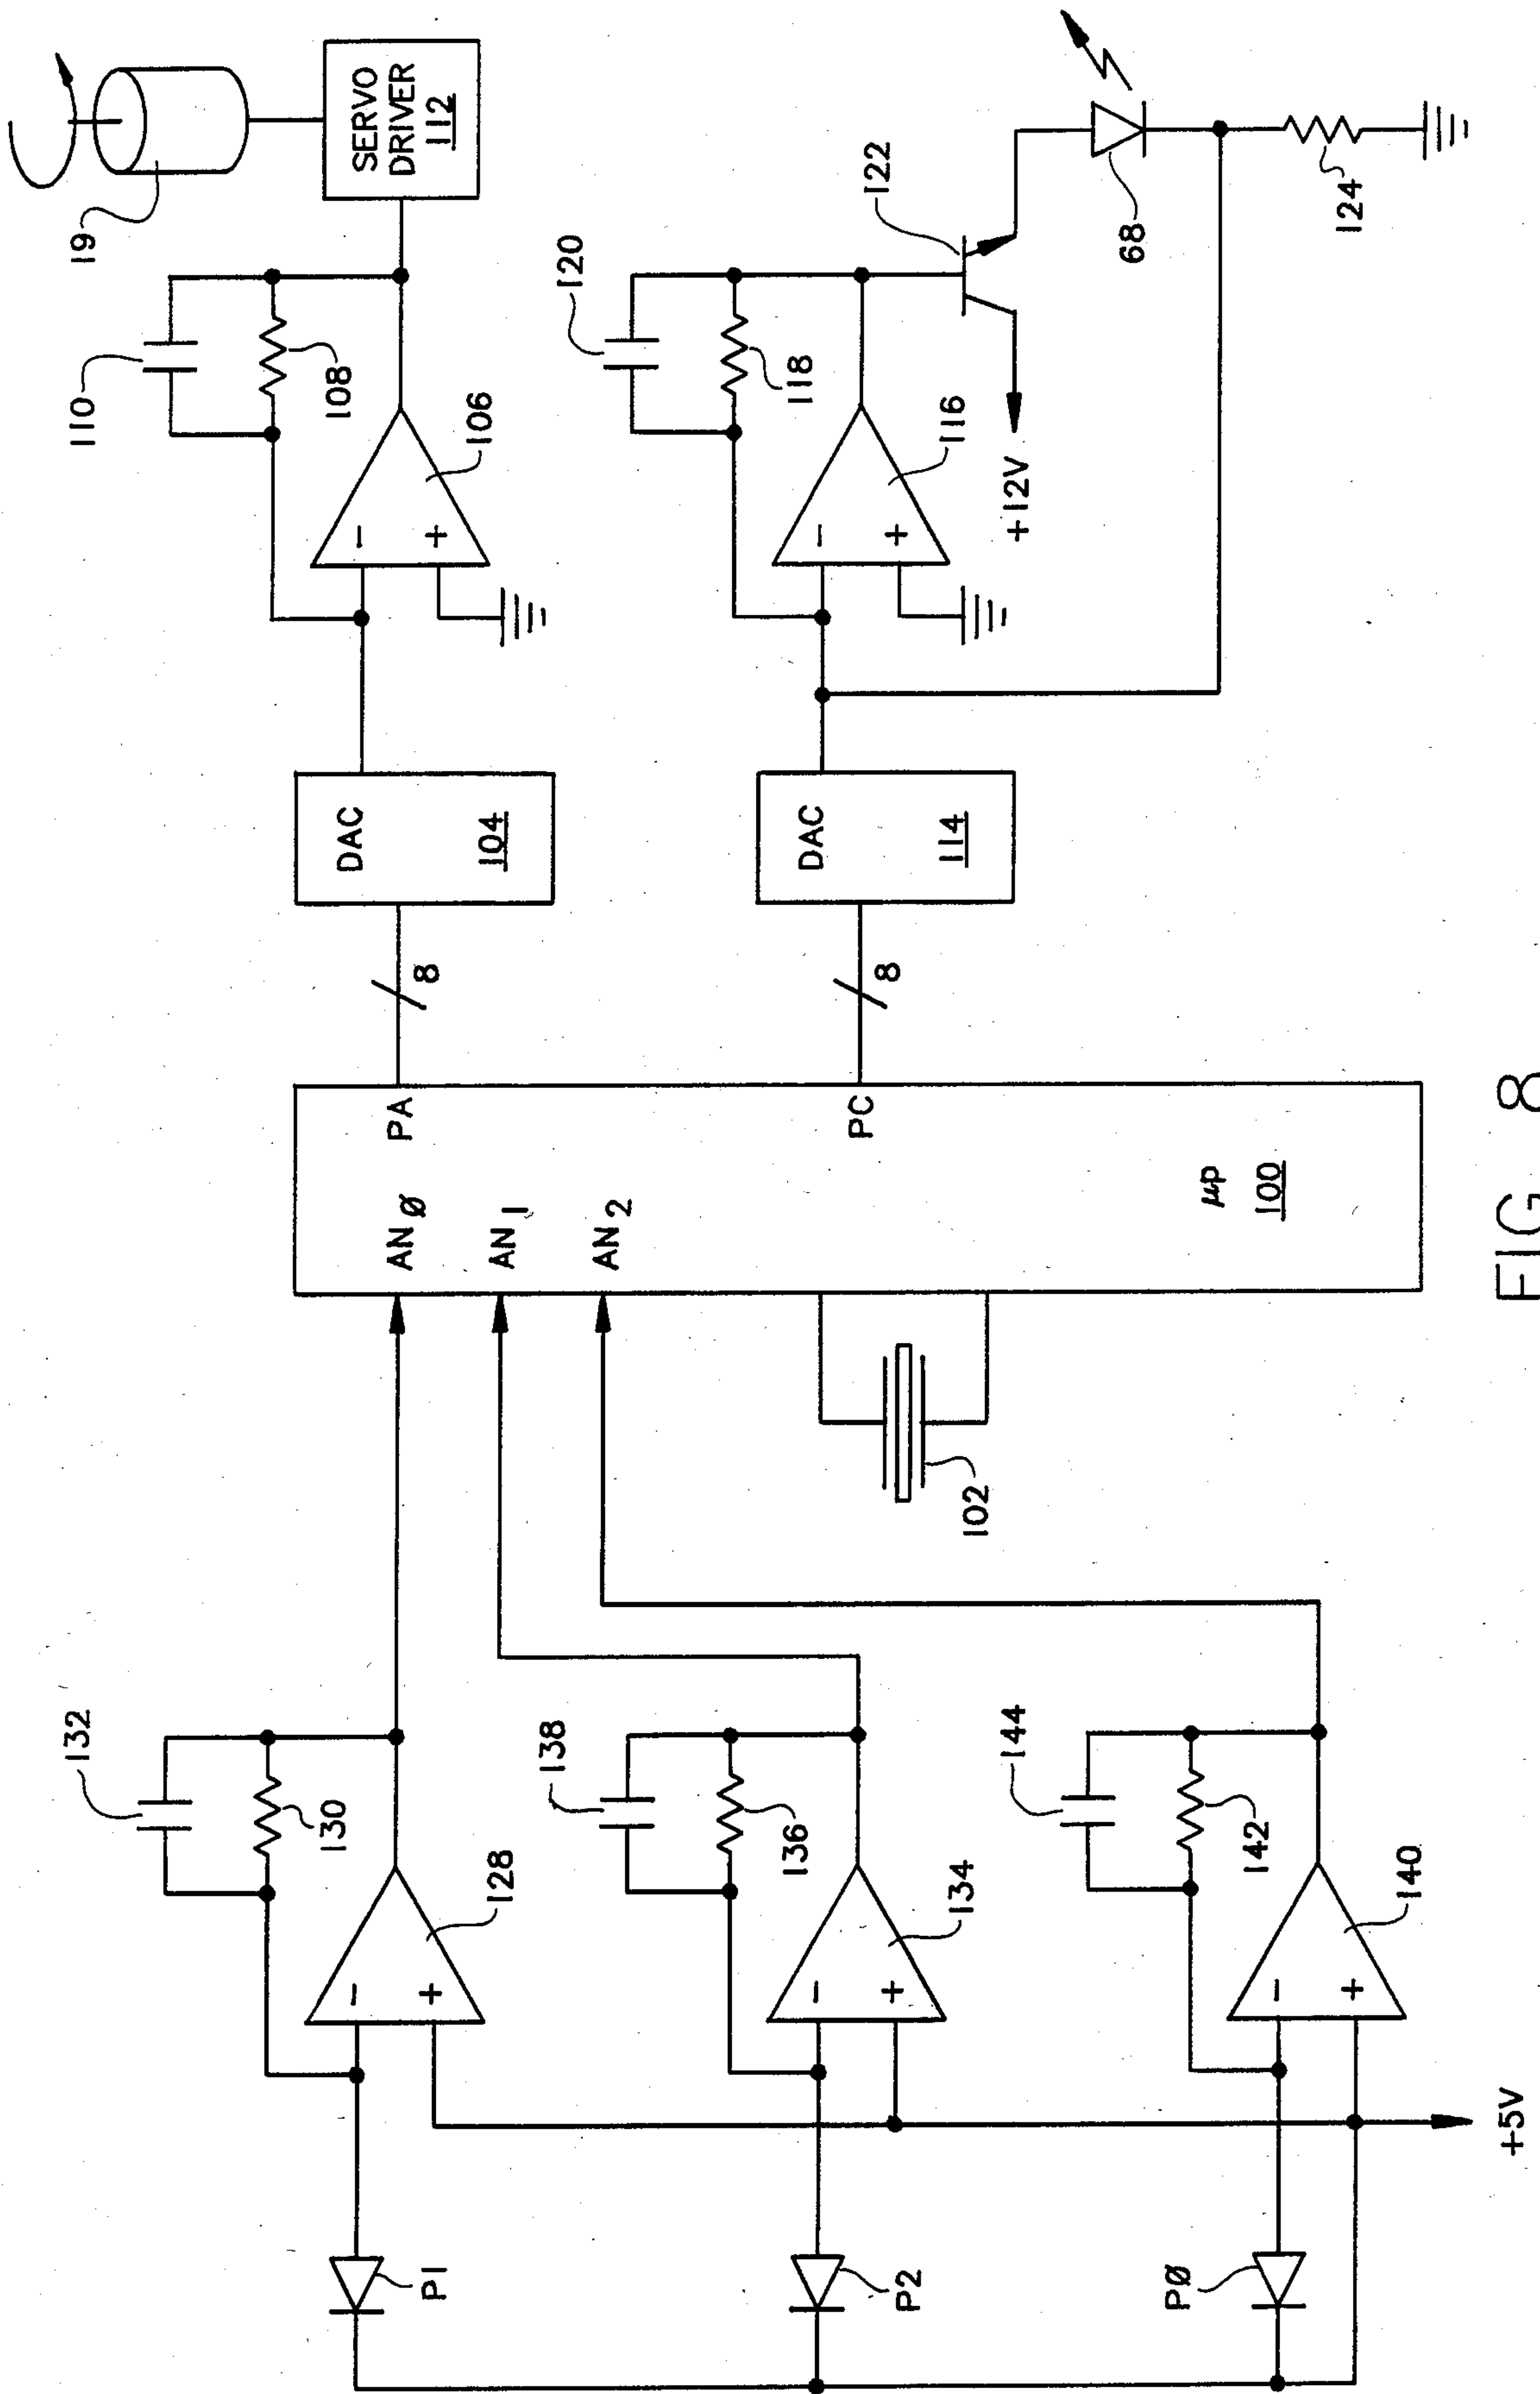 19
SERVO
DRIVER
112
110
108
106
DAC
104
8
-
+
120
118
116
122
+12V
68
124
DAC
114
8
-
+
PA
PC
ANØ
AN1
AN2
µP
100
102
132
130
128
-
+
138
136
134
-
+
144
142
140
-
+
P1
P2
PØ
+5V
FIG 8